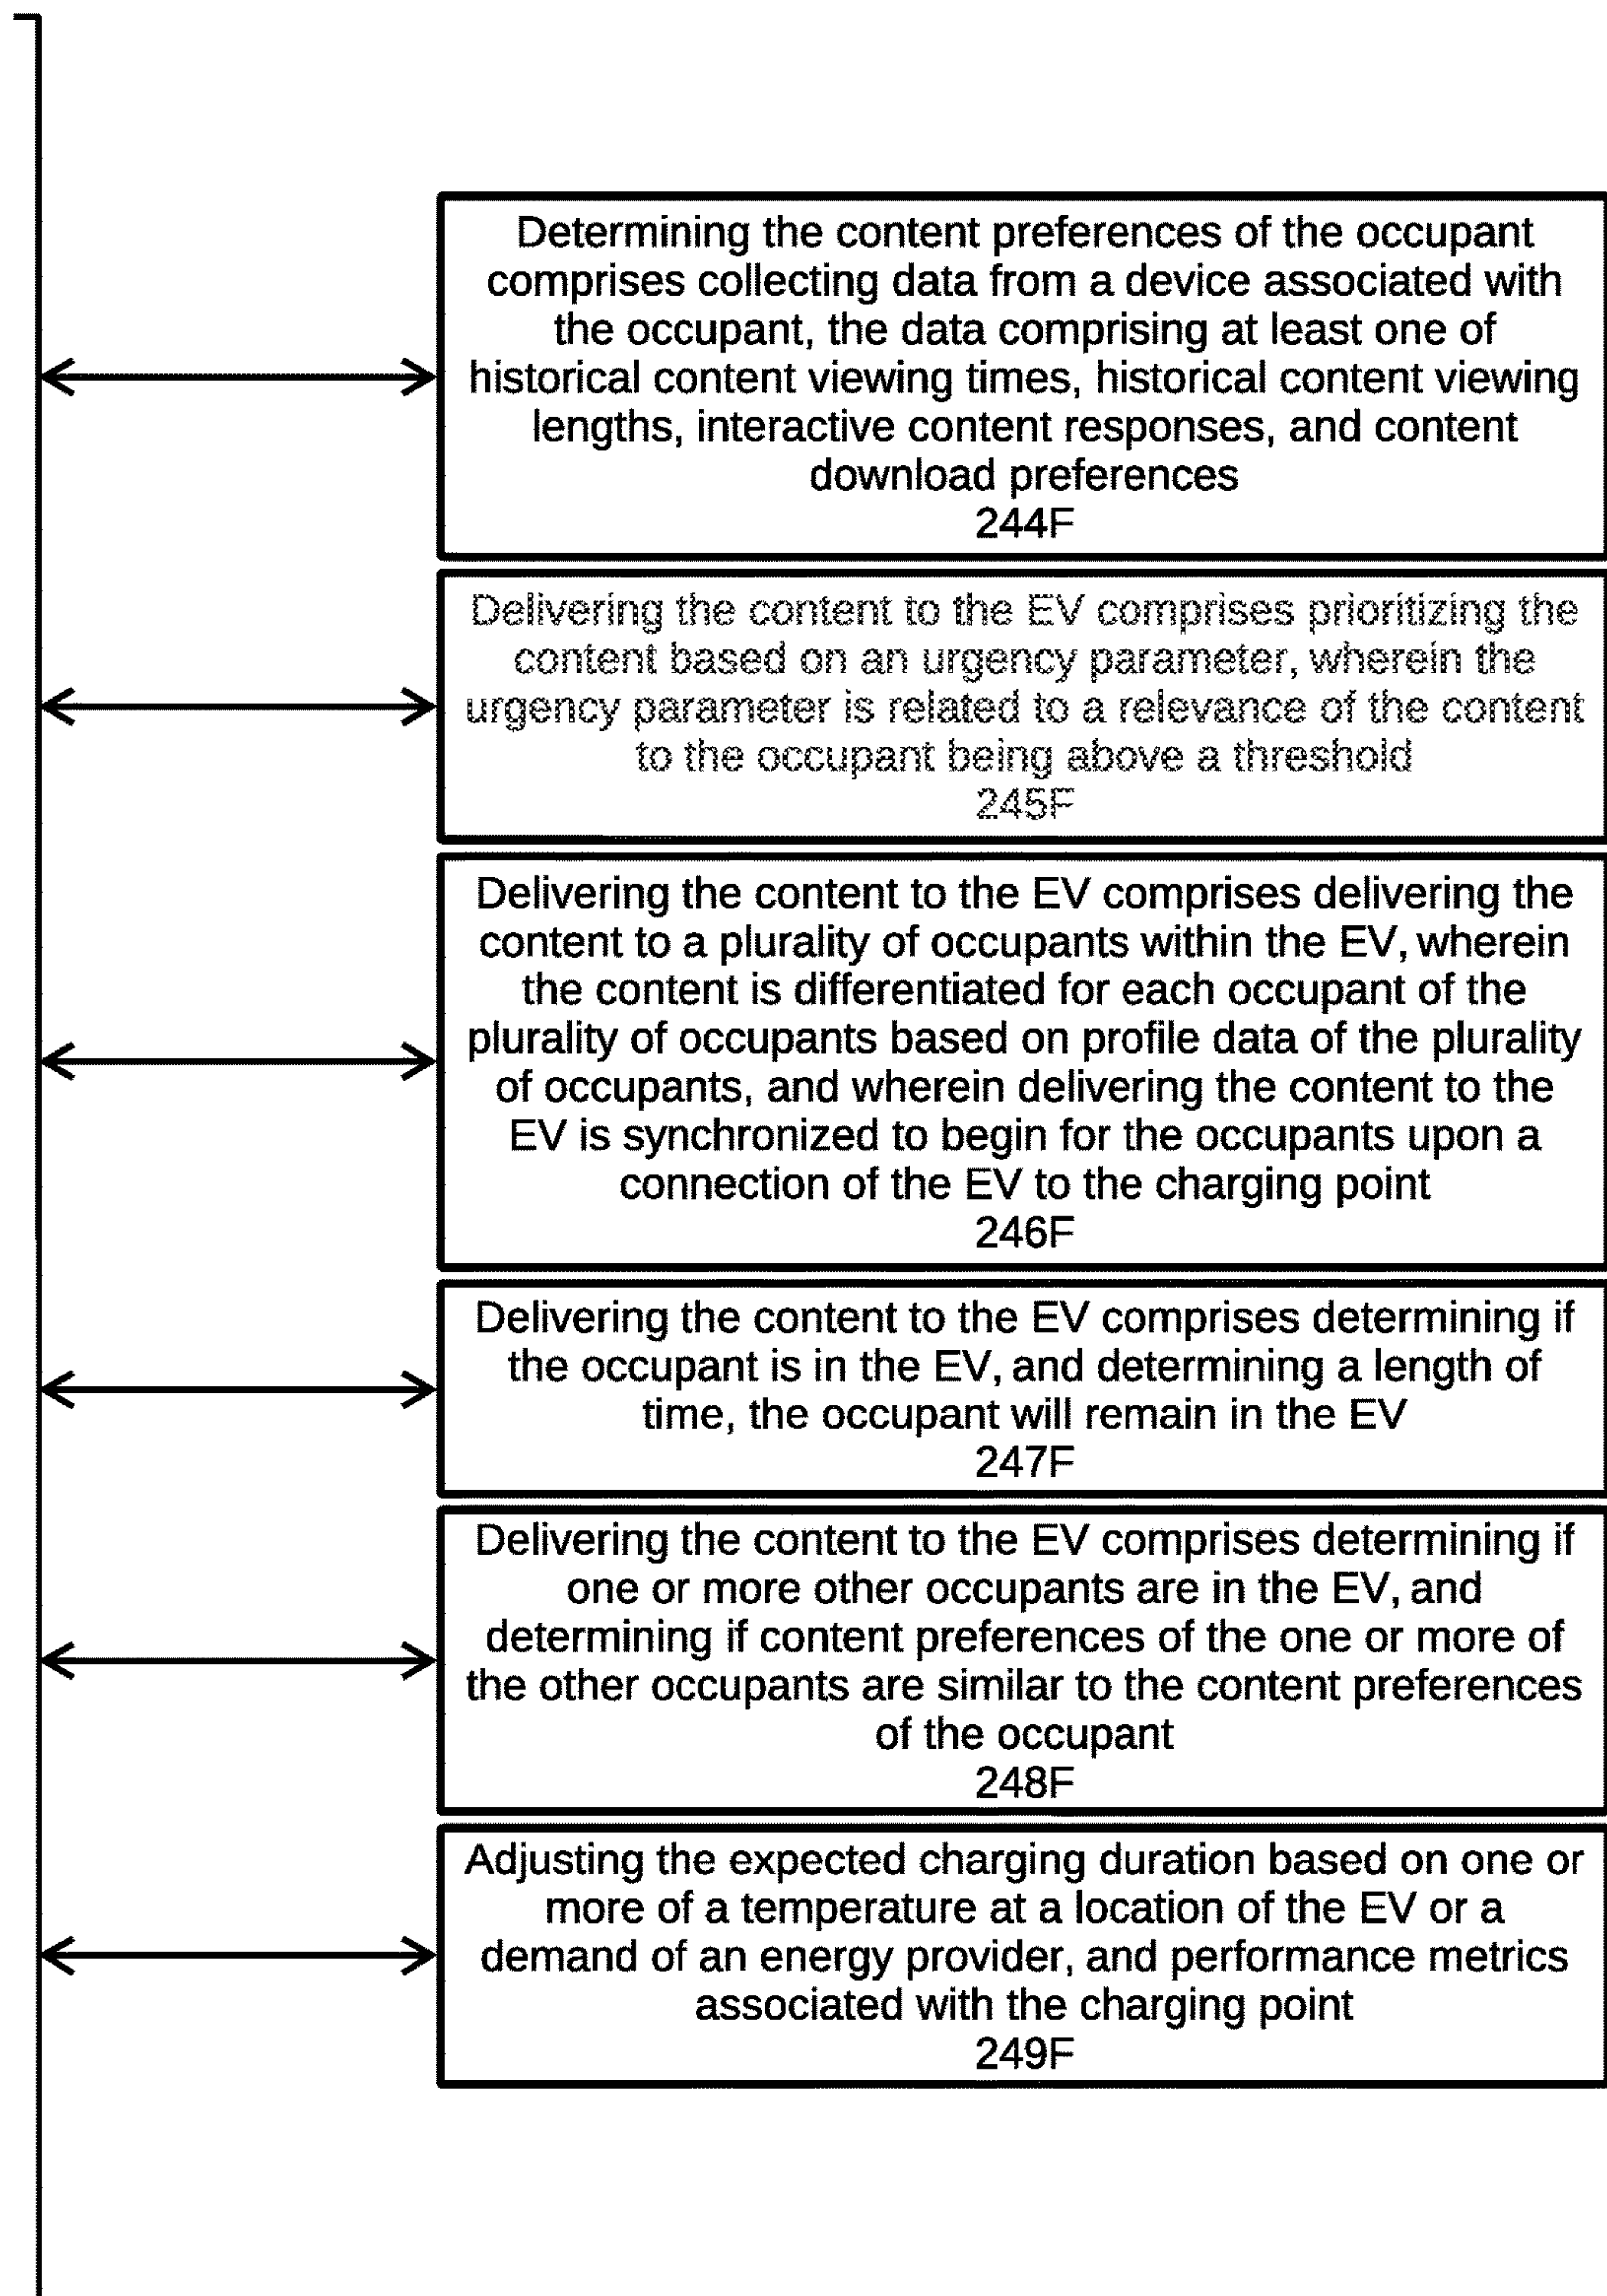 Determining the content preferences of the occupant
comprises collecting data from a device associated with
the occupant, the data comprising at least one of
historical content viewing times, historical content viewing
lengths, interactive content responses, and content
download preferences
244F
Delivering the content to the EV comprises prioritizing the
content based on an urgency parameter, wherein the
urgency parameter is related to a relevance of the content
to the occupant being above a threshold
245F
Delivering the content to the EV comprises delivering the
content to a plurality of occupants within the EV, wherein
the content is differentiated for each occupant of the
plurality of occupants based on profile data of the plurality
of occupants, and wherein delivering the content to the
EV is synchronized to begin for the occupants upon a
connection of the EV to the charging point
246F
Delivering the content to the EV comprises determining if
the occupant is in the EV, and determining a length of
time, the occupant will remain in the EV
247F
Delivering the content to the EV comprises determining if
one or more other occupants are in the EV, and
determining if content preferences of the one or more of
the other occupants are similar to the content preferences
of the occupant
248F
Adjusting the expected charging duration based on one or
more of a temperature at a location of the EV or a
demand of an energy provider, and performance metrics
associated with the charging point
249F